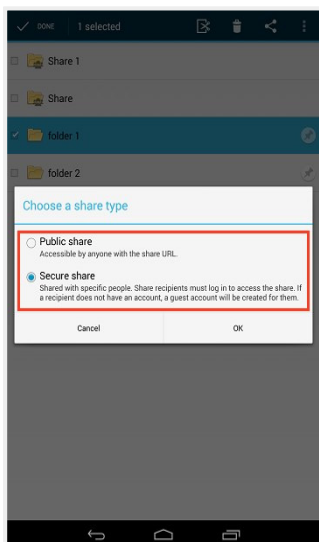 DONE 1 selected
Share 1
Share
folder 1
folder 2
Choose a share type
Public share
Accessible by anyone with the share URL.
Secure share
Shared with specific people. Share recipients must log in to access the share. If
a recipient does not have an account, a guest account will be created for them.
Cancel OK